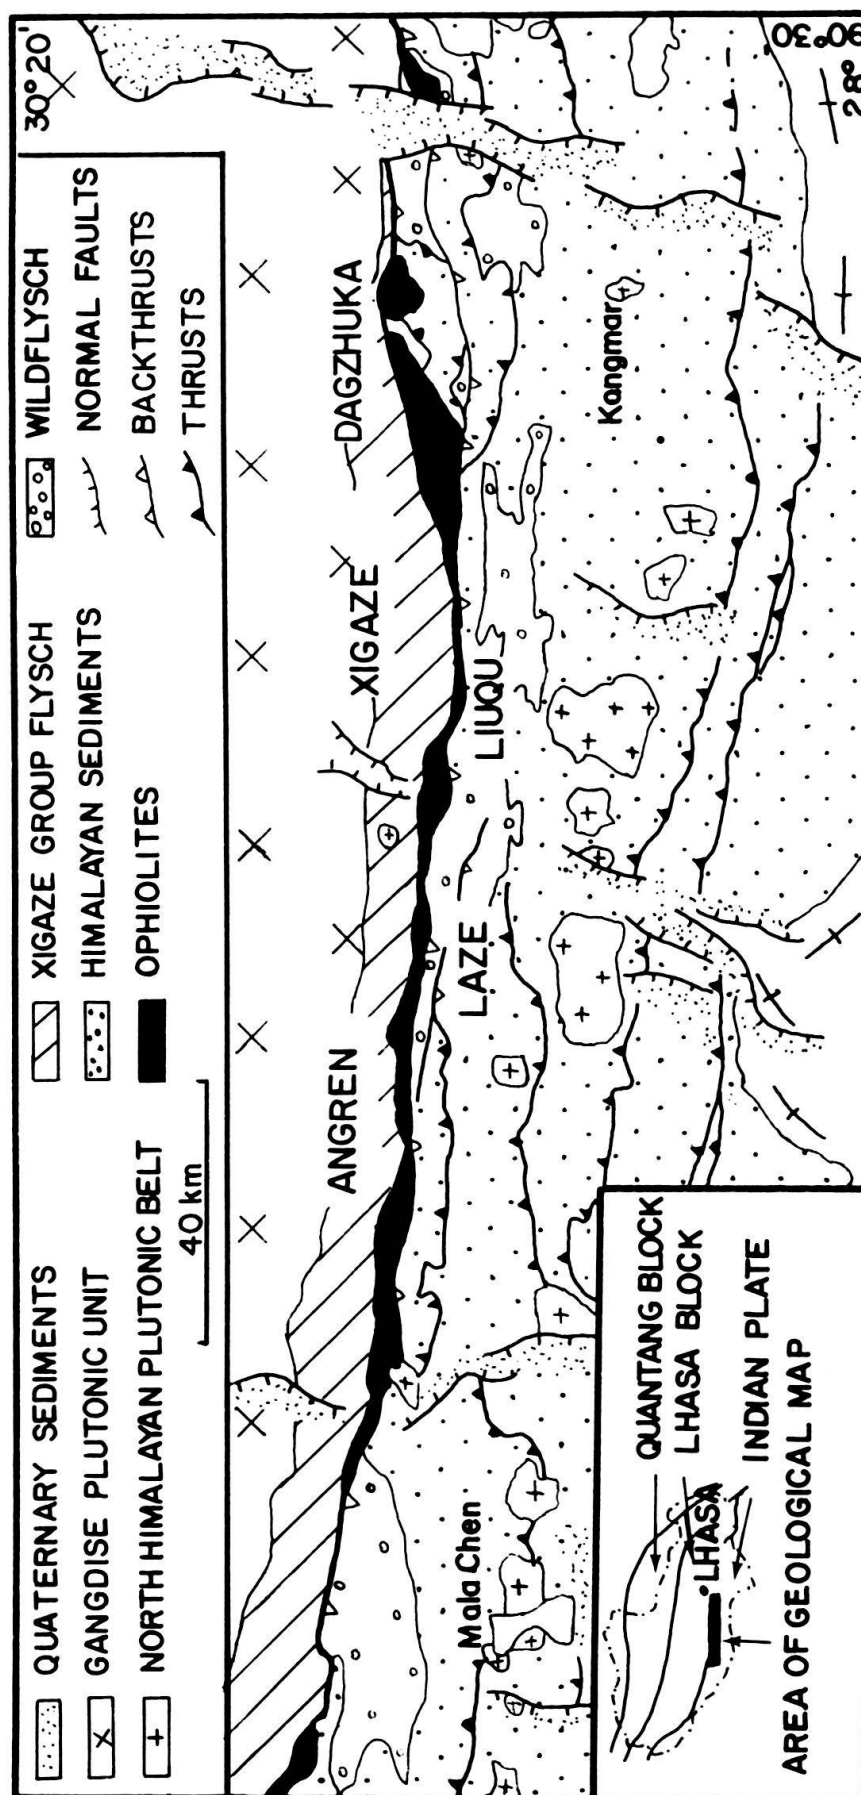 QUATERNARY SEDIMENTS
GANGDISE PLUTONIC UNIT
NORTH HIMALAYAN PLUTONIC BELT
XIGAZE GROUP FLYSCH
HIMALAYAN SEDIMENTS
OPHIOLITES
WILDFLYSCH
NORMAL FAULTS
BACKTHRUSTS
THRUSTS
40 km
30°20'
ANGREN
XIGAZE
DAGZHUKA
LAZE
LIUQU
Mala Chen
Kangmar
90°30
28°
QUANTANG BLOCK
LHASA BLOCK
LHASA
INDIAN PLATE
AREA OF GEOLOGICAL MAP